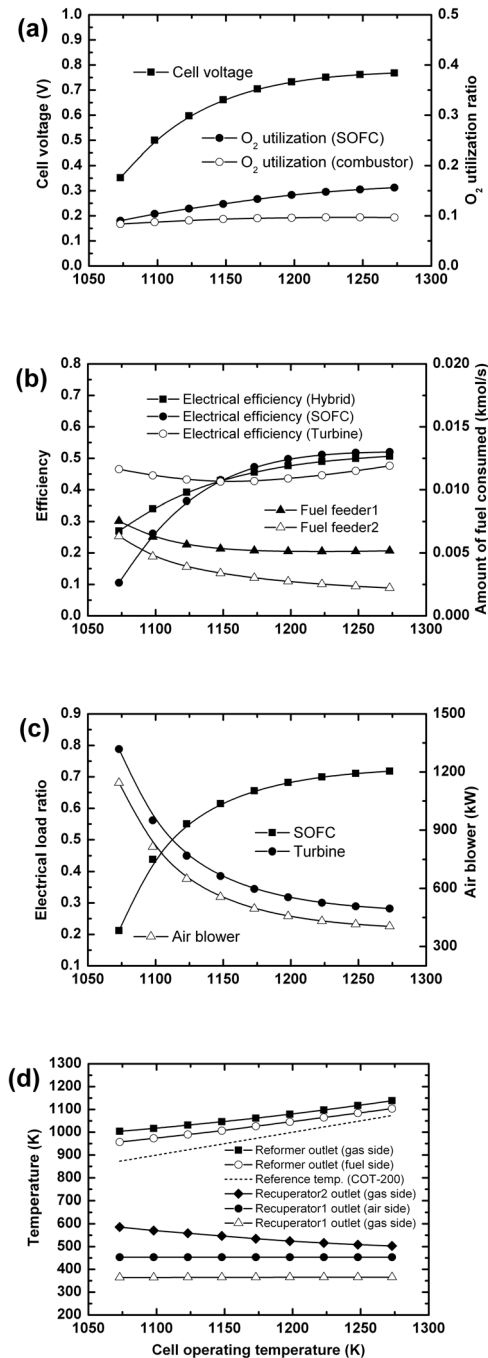 (a)
Cell voltage (V)
1.0
0.9
0.8
0.7
0.6
0.5
0.4
0.3
0.2
0.1
0.0
Cell voltage
O2 utilization (SOFC)
O2 utilization (combustor)
0.5
0.4
0.3
0.2
0.1
0.0
O2 utilization ratio
1050 1100 1150 1200 1250 1300
(b)
Efficiency
0.8
0.7
0.6
0.5
0.4
0.3
0.2
0.1
0.0
Electrical efficiency (Hybrid)
Electrical efficiency (SOFC)
Electrical efficiency (Turbine)
Fuel feeder1
Fuel feeder2
0.020
0.015
0.010
0.005
0.000
Amount of fuel consumed (kmol/s)
1050 1100 1150 1200 1250 1300
(c)
Electrical load ratio
0.9
0.8
0.7
0.6
0.5
0.4
0.3
0.2
0.1
SOFC
Turbine
Air blower
1500
1200
900
600
300
Air blower (kW)
1050 1100 1150 1200 1250 1300
(d)
Temperature (K)
1300
1200
1100
1000
900
800
700
600
500
400
300
200
Reformer outlet (gas side)
Reformer outlet (fuel side)
Reference temp. (COT-200)
Recuperator2 outlet (gas side)
Recuperator1 outlet (air side)
Recuperator1 outlet (gas side)
1050 1100 1150 1200 1250 1300
Cell operating temperature (K)